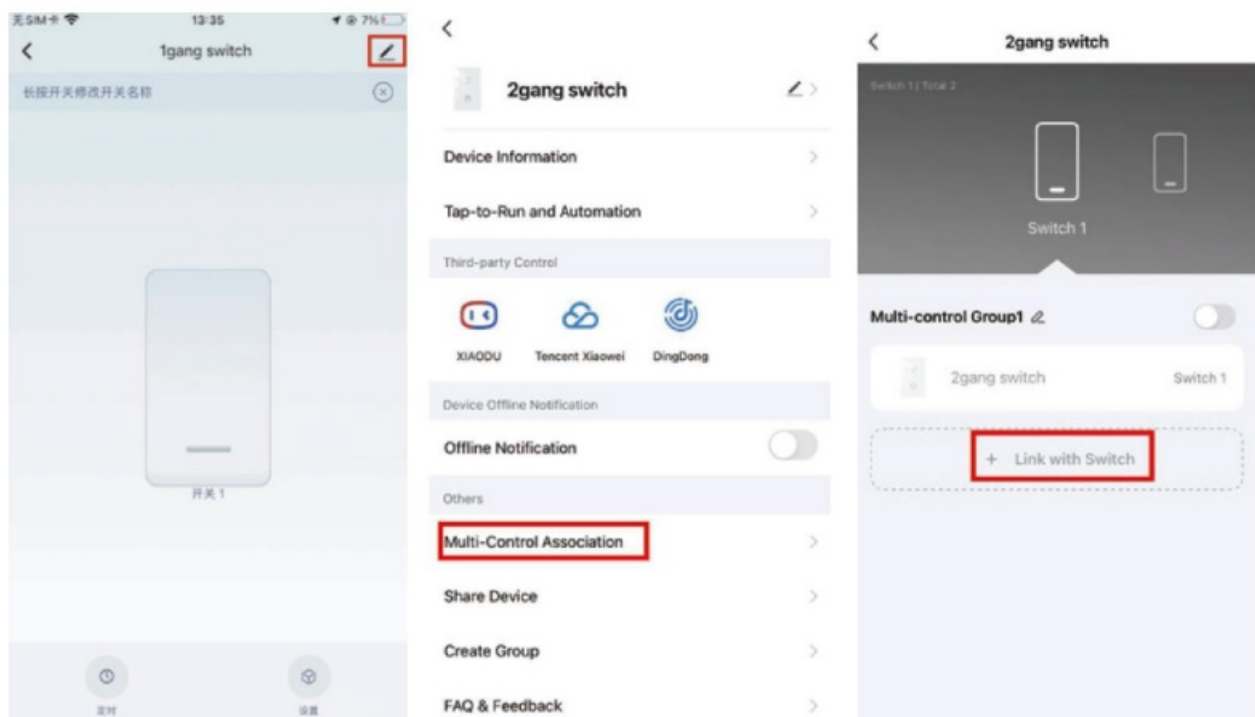 无SIM卡
13:35
7%
1gang switch
长按开关修改开关名称
开关 1
定时
设置
2gang switch
Device Information
Tap-to-Run and Automation
Third-party Control
XIAODU
Tencent Xiaowei
DingDong
Device Offline Notification
Offline Notification
Others
Multi-Control Association
Share Device
Create Group
FAQ & Feedback
2gang switch
Switch 1 | Total 2
Switch 1
Multi-control Group1
2gang switch
Switch 1
+ Link with Switch